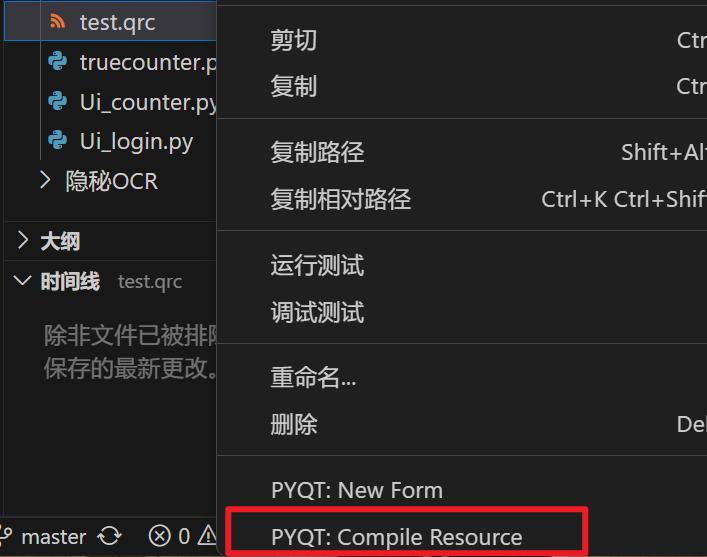 test.qrc
truecounter.p
Ui_counter.py
Ui_login.py
隐秘OCR
大纲
时间线 test.qrc
除非文件已被排除
保存的最新更改。
master 0
剪切 Ctr
复制 Ctr
复制路径 Shift+Alt
复制相对路径 Ctrl+K Ctrl+Shift
运行测试
调试测试
重命名...
删除 Del
PYQT: New Form
PYQT: Compile Resource